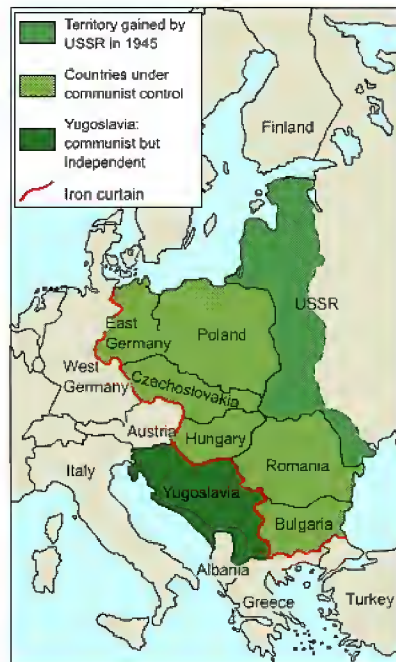 Territory gained by
USSR in 1945
Countries under
communist control
Yugoslavia:
communist but
Independent
Iron curtain
Finland
USSR
East
Germany
Poland
West
Germany
Czechoslovakia
Austria
Hungary
Romania
Italy
Yugoslavia
Bulgaria
Albania
Greece
Turkey